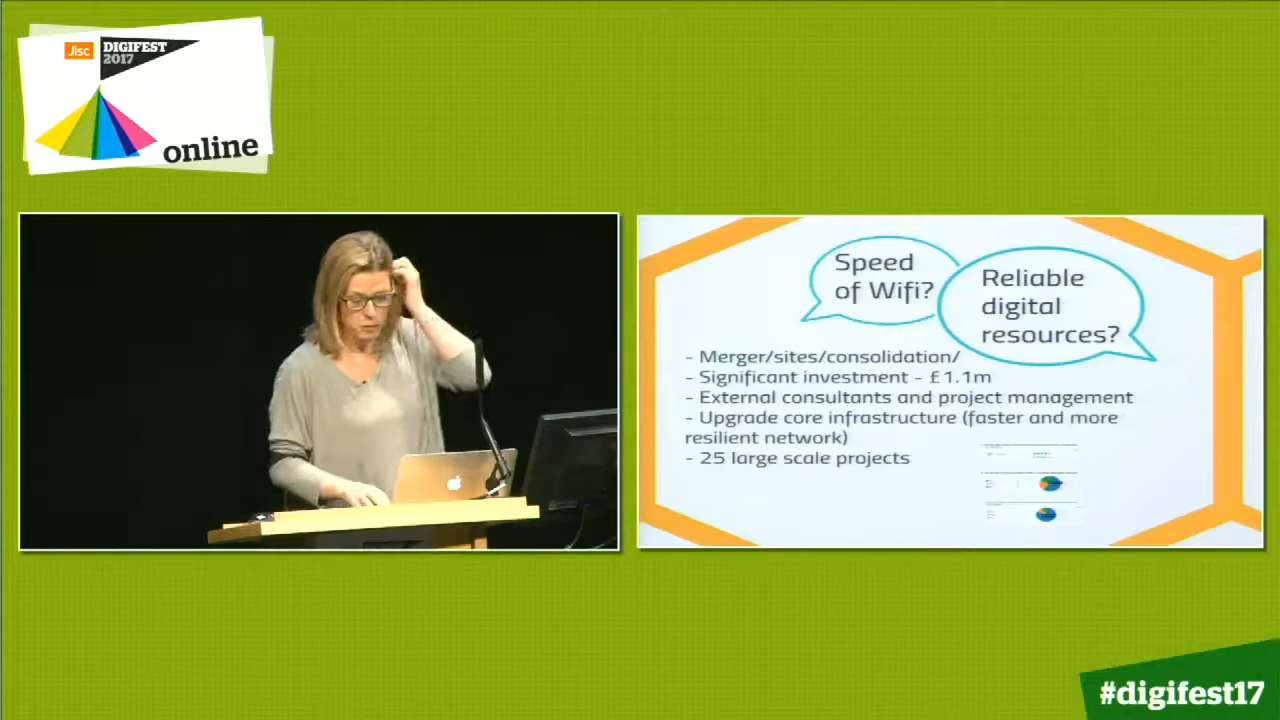 Jisc
DIGIFEST
2017
online
Speed
of Wifi?
Reliable
digital
resources?
- Merger/sites/consolidation/
- Significant investment - £1.1m
- External consultants and project management
- Upgrade core infrastructure (faster and more
resilient network)
- 25 large scale projects
#digifest17